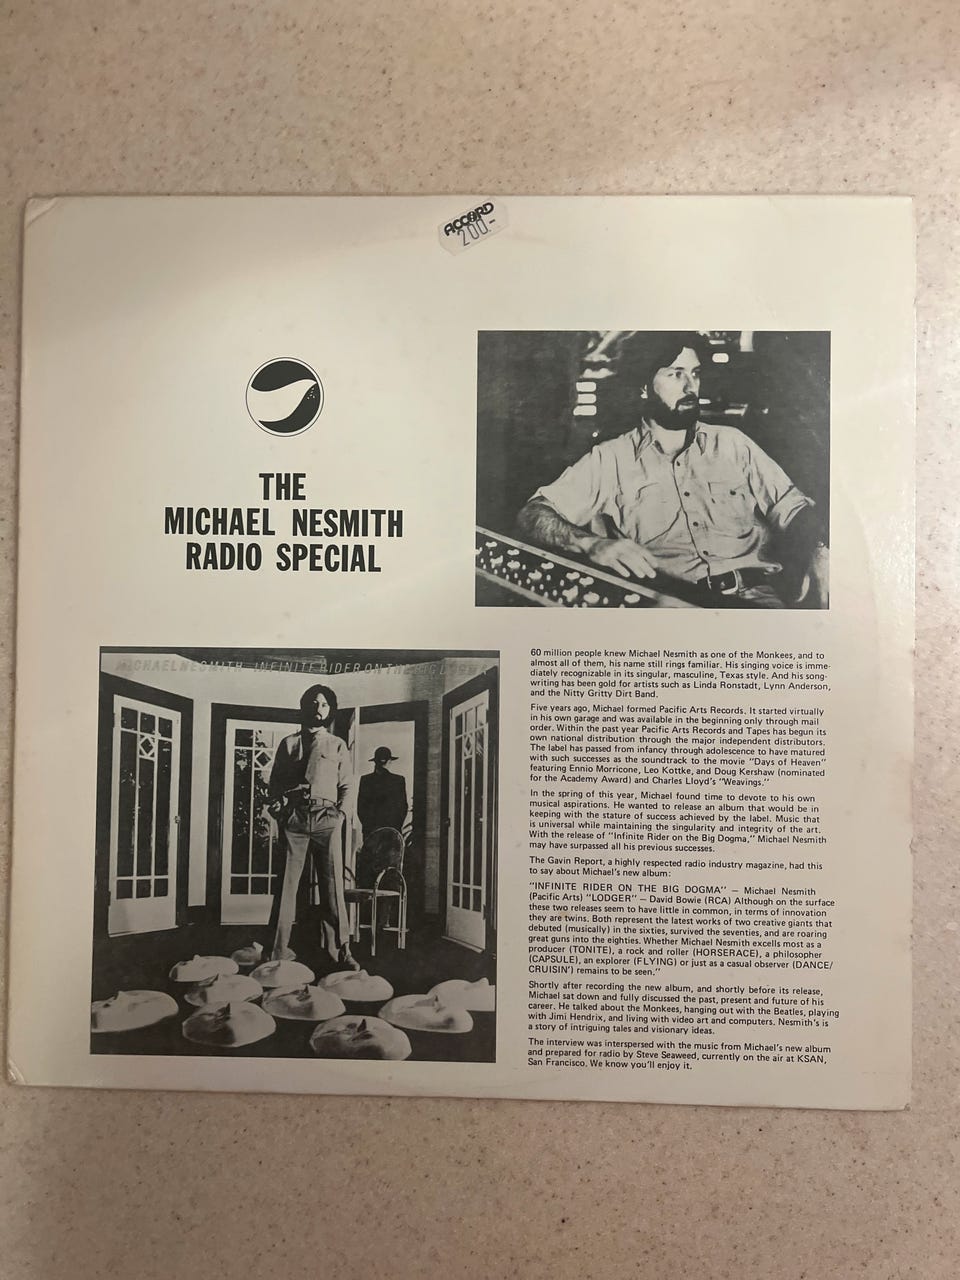 ACCORD
200.-
THE
MICHAEL NESMITH
RADIO SPECIAL
MICHAEL NESMITH INFINITE RIDER ON THE BIG DOGMA
60 million people knew Michael Nesmith as one of the Monkees, and to
almost all of them, his name still rings familiar. His singing voice is imme-
diately recognizable in its singular, masculine, Texas style. And his song-
writing has been gold for artists such as Linda Ronstadt, Lynn Anderson,
and the Nitty Gritty Dirt Band.
Five years ago, Michael formed Pacific Arts Records. It started virtually
in his own garage and was available in the beginning only through mail
order. Within the past year Pacific Arts Records and Tapes has begun its
own national distribution through the major independent distributors.
The label has passed from infancy through adolescence to have matured
with such successes as the soundtrack to the movie "Days of Heaven"
featuring Ennio Morricone, Leo Kottke, and Doug Kershaw (nominated
for the Academy Award) and Charles Lloyd's "Weavings."
In the spring of this year, Michael found time to devote to his own
musical aspirations. He wanted to release an album that would be in
keeping with the stature of success achieved by the label. Music that
is universal while maintaining the singularity and integrity of the art.
With the release of "Infinite Rider on the Big Dogma," Michael Nesmith
may have surpassed all his previous successes.
The Gavin Report, a highly respected radio industry magazine, had this
to say about Michael's new album:
"INFINITE RIDER ON THE BIG DOGMA" — Michael Nesmith
(Pacific Arts) "LODGER" — David Bowie (RCA) Although on the surface
these two releases seem to have little in common, in terms of innovation
they are twins. Both represent the latest works of two creative giants that
debuted (musically) in the sixties, survived the seventies, and are roaring
great guns into the eighties. Whether Michael Nesmith excells most as a
producer (TONITE), a rock and roller (HORSERACE), a philosopher
(CAPSULE), an explorer (FLYING) or just as a casual observer (DANCE/
CRUISIN') remains to be seen."
Shortly after recording the new album, and shortly before its release,
Michael sat down and fully discussed the past, present and future of his
career. He talked about the Monkees, hanging out with the Beatles, playing
with Jimi Hendrix, and living with video art and computers. Nesmith's is
a story of intriguing tales and visionary ideas.
The interview was interspersed with the music from Michael's new album
and prepared for radio by Steve Seaweed, currently on the air at KSAN,
San Francisco. We know you'll enjoy it.